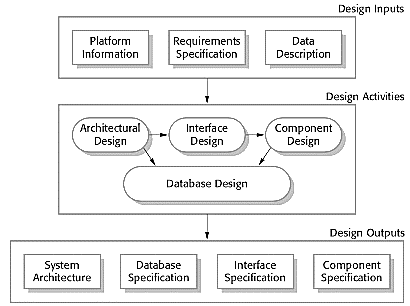 Design Inputs
Platform
Information
Requirements
Specification
Data
Description
Design Activities
Architectural
Design
Interface
Design
Component
Design
Database Design
Design Outputs
System
Architecture
Database
Specification
Interface
Specification
Component
Specification